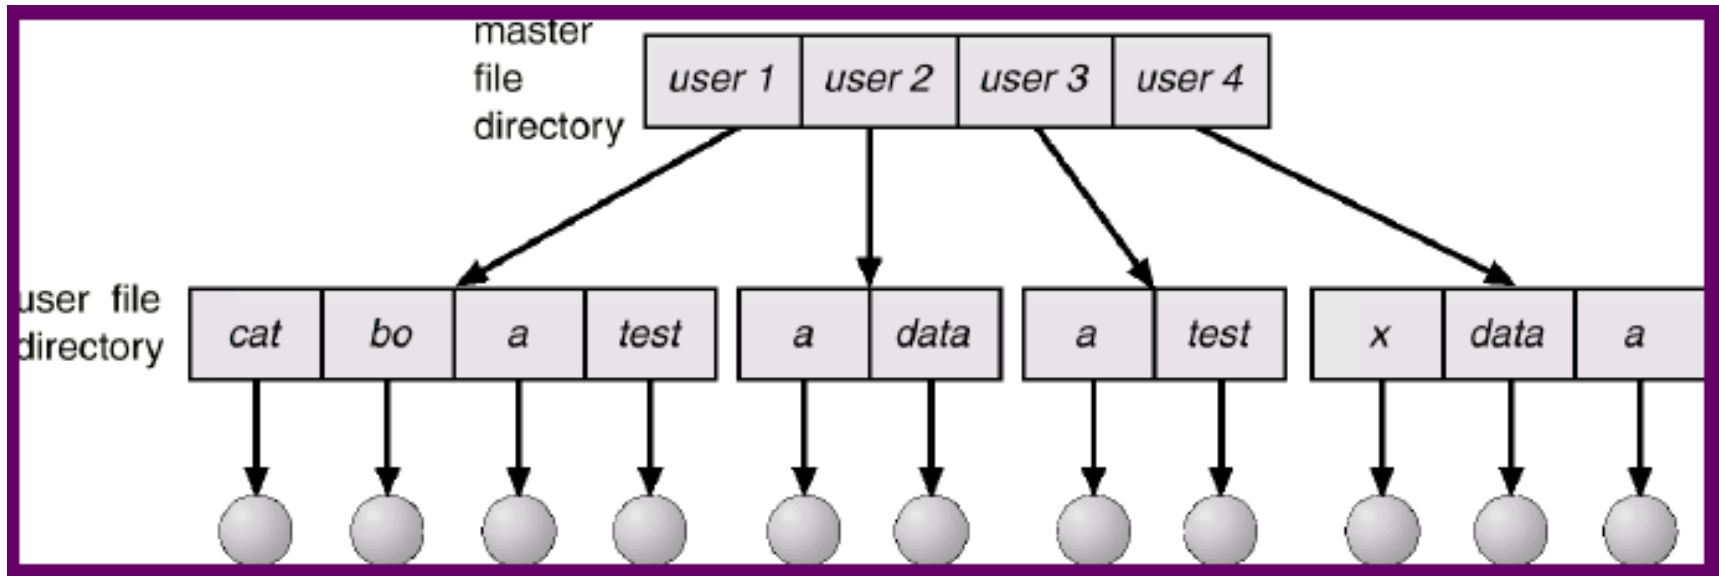 master
file
directory
user 1 user 2 user 3 user 4
user file
directory
cat bo a test a data a test x data a